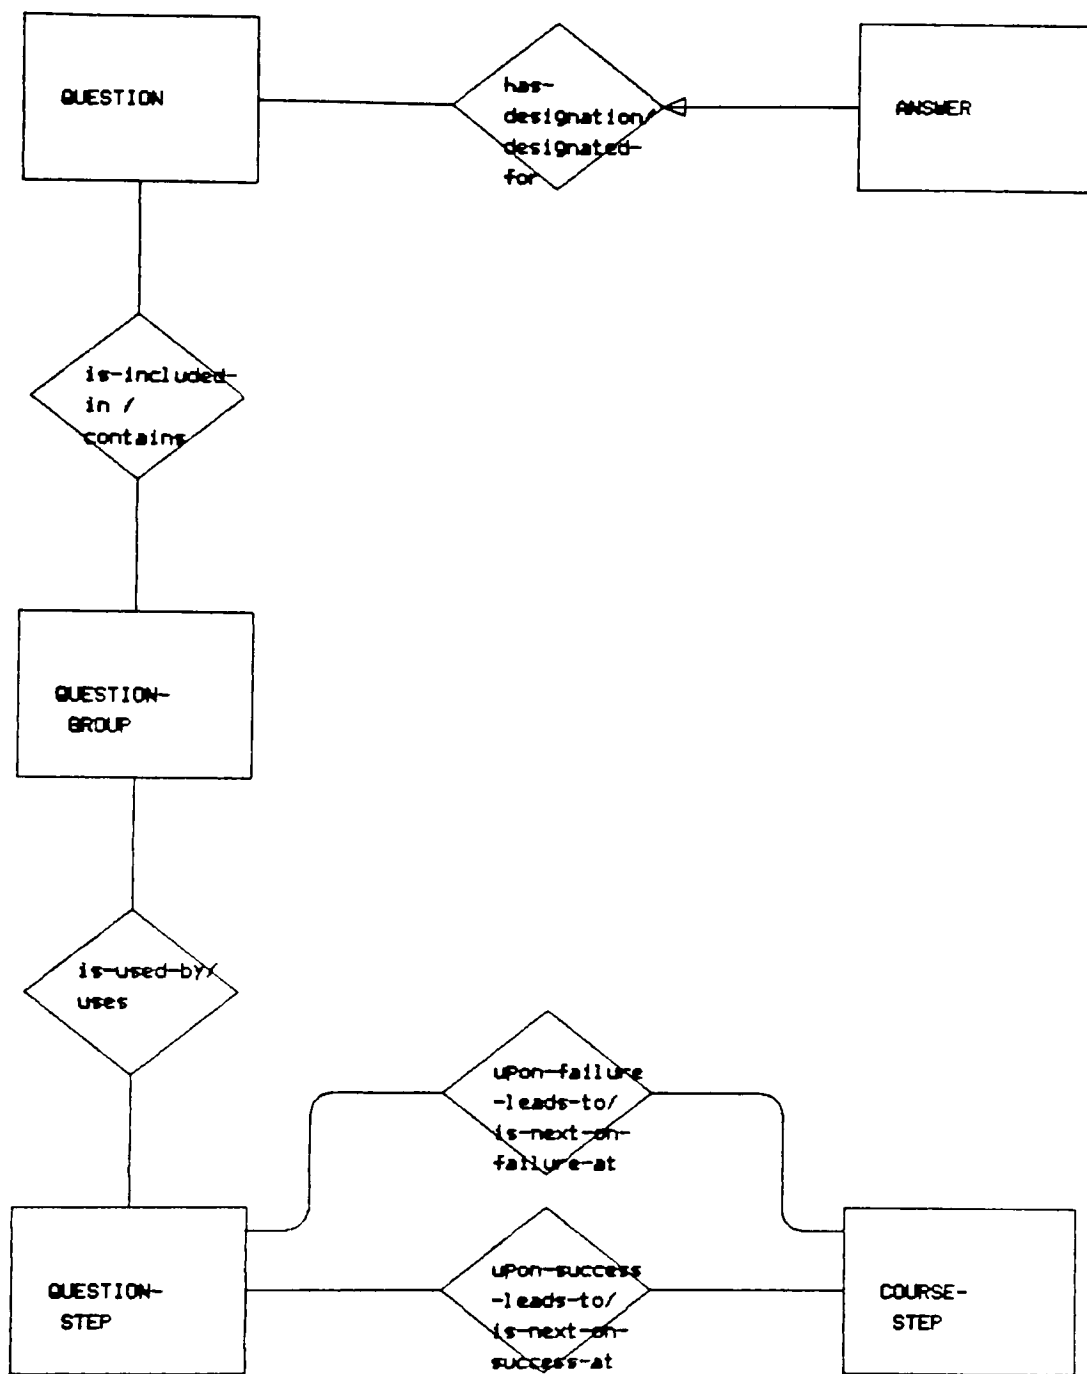 QUESTION
has-
designation/
designated-
for
ANSWER
is-included-
in /
contains
QUESTION-
GROUP
is-used-by/
uses
upon-failure
-leads-to/
is-next-on-
failure-at
QUESTION-
STEP
upon-success
-leads-to/
is-next-on-
success-at
COURSE-
STEP